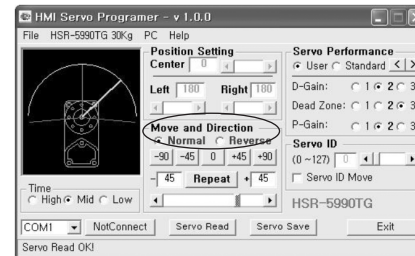 HMI Servo Programer - v 1.0.0
File HSR-5990TG 30Kg PC Help
Position Setting
Center 0
Left 180 Right 180
Move and Direction
Normal Reverse
-90 -45 0 +45 +90
- 45 Repeat + 45
Time
High Mid Low
Servo Performance
User Standard < >
D-Gain: 1 2 3
Dead Zone: 1 2 3
P-Gain: 1 2 3
Servo ID
(0 ~127) 0
Servo ID Move
HSR-5990TG
COM1 NotConnect Servo Read Servo Save Exit
Servo Read OK!